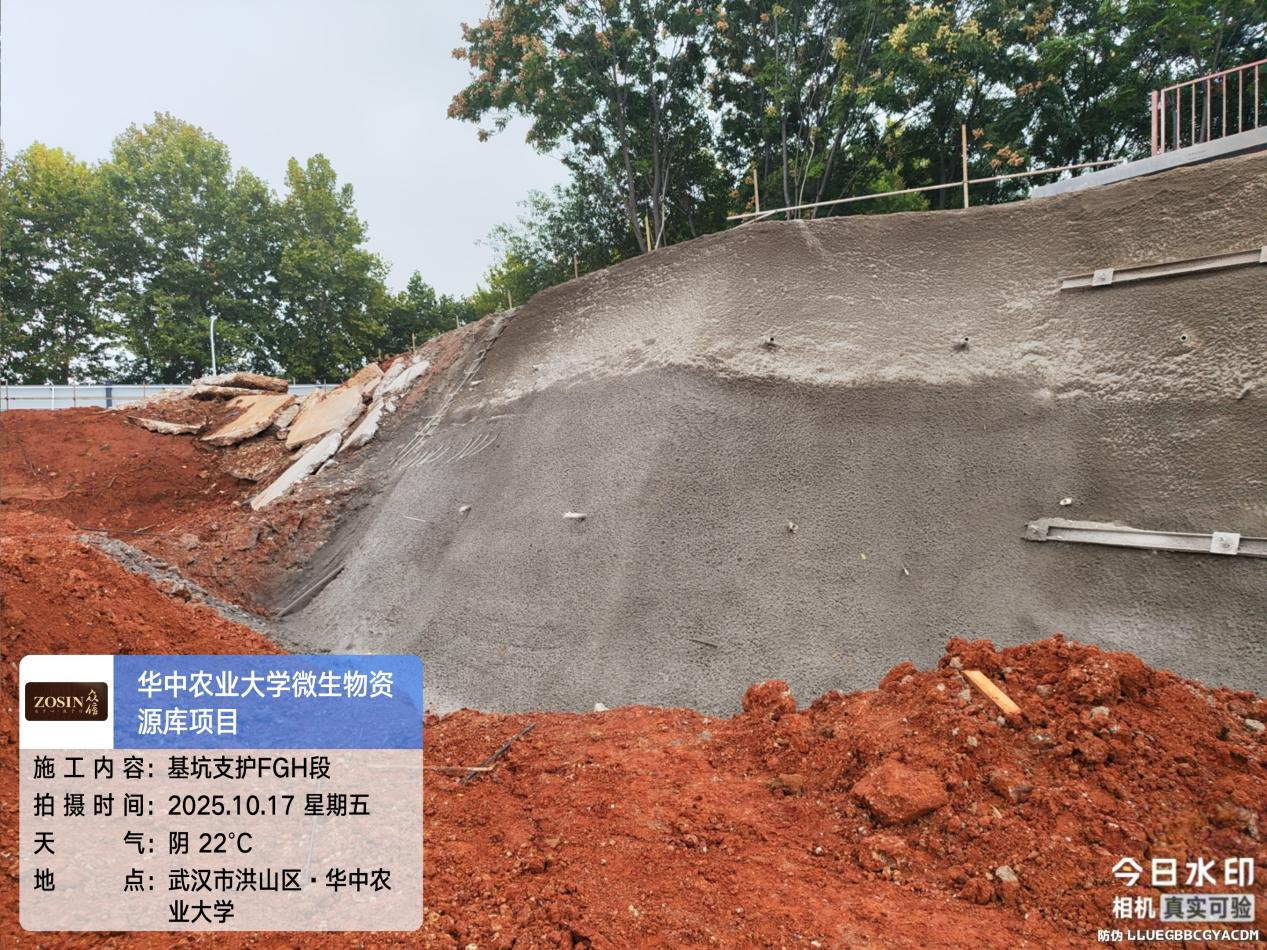 ZOSIN 众信
华中农业大学微生物资
源库项目
施工内容：基坑支护FGH段
拍摄时间：2025.10.17 星期五
天气：阴 22°C
地点：武汉市洪山区·华中农
业大学
今日水印
相机 真实可验
防伪 LLUEGBBCGYACDM